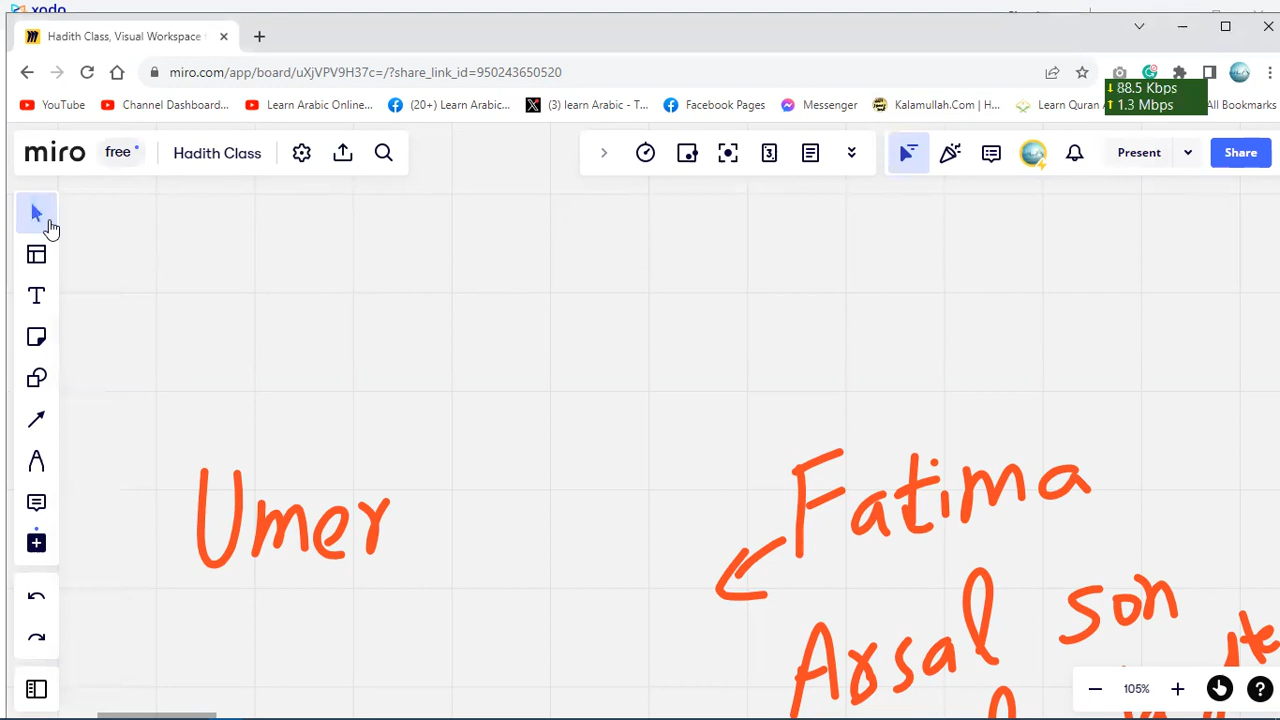 xodo
Hadith Class, Visual Workspace
miro.com/app/board/uXjVPV9H37c=/?share_link_id=950243650520
YouTube
Channel Dashboard...
Learn Arabic Online...
(20+) Learn Arabic...
(3) learn Arabic - T...
Facebook Pages
Messenger
Kalamullah.Com | H...
Learn Quran
All Bookmarks
88.5 Kbps
1.3 Mbps
miro free
Hadith Class
Present
Share
Umer
Fatima
Arsal son
105%